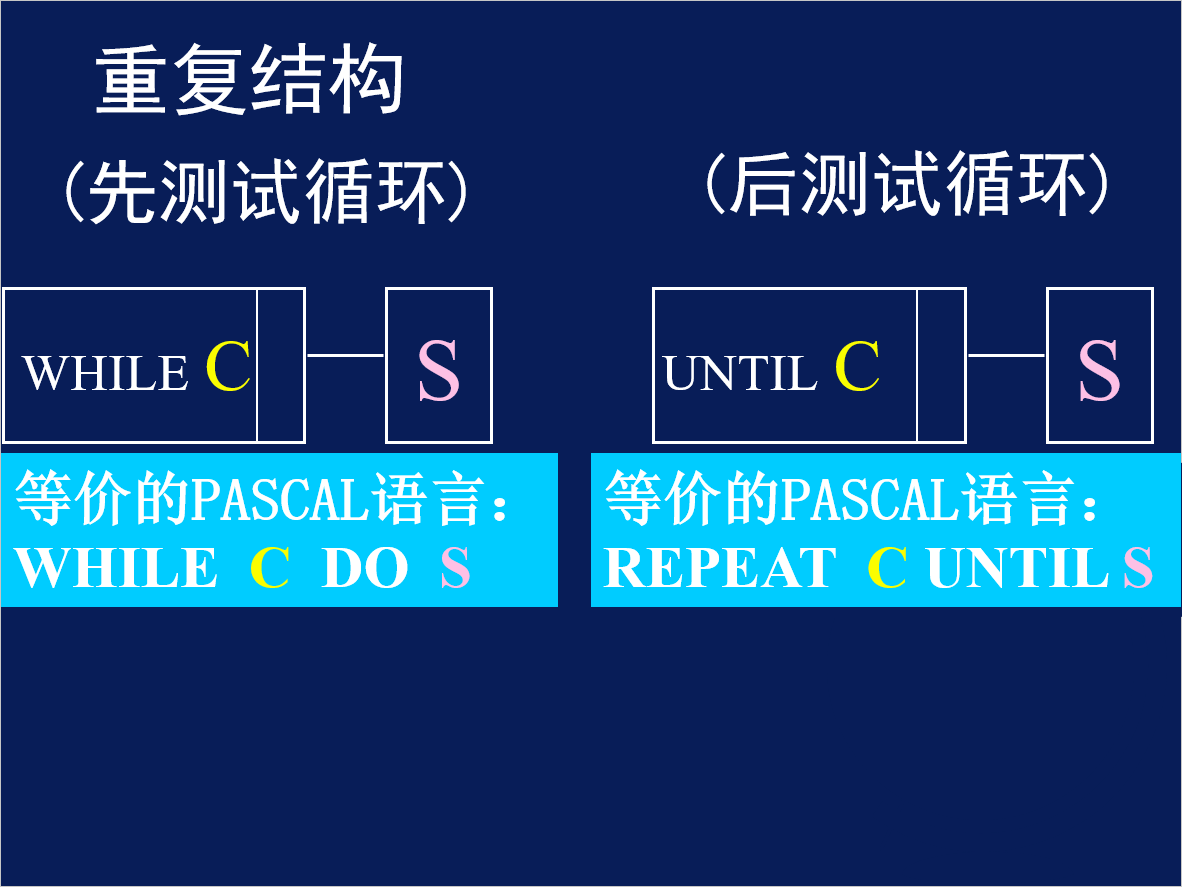 重复结构
(先测试循环)
(后测试循环)
WHILE C
S
UNTIL C
S
等价的PASCAL语言：
WHILE C DO S
等价的PASCAL语言：
REPEAT C UNTIL S